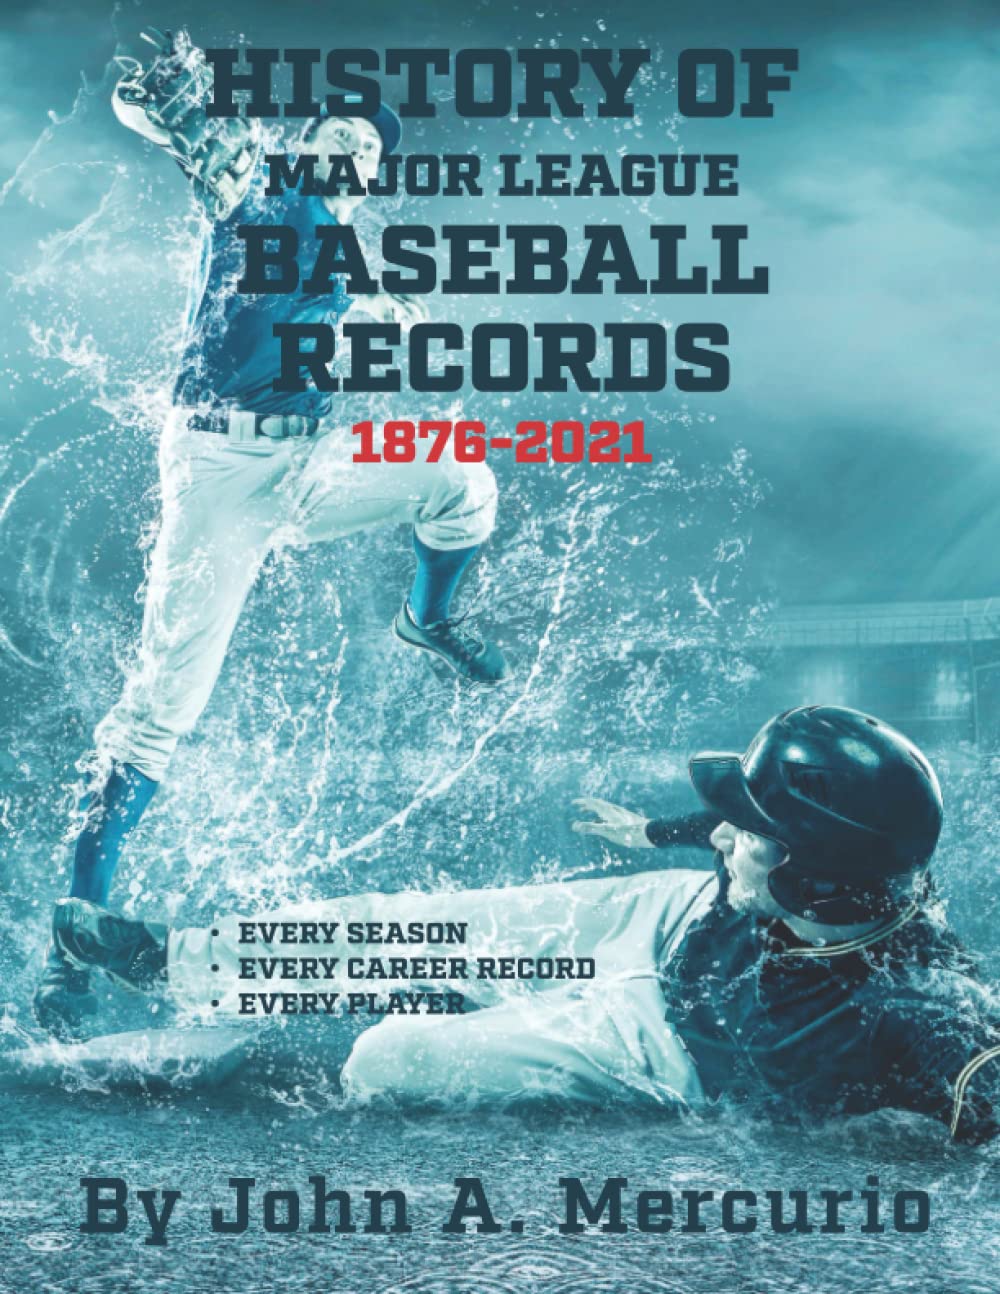 HISTORY OF
MAJOR LEAGUE
BASEBALL
RECORDS
1876-2021
• EVERY SEASON
• EVERY CAREER RECORD
• EVERY PLAYER
By John A. Mercurio